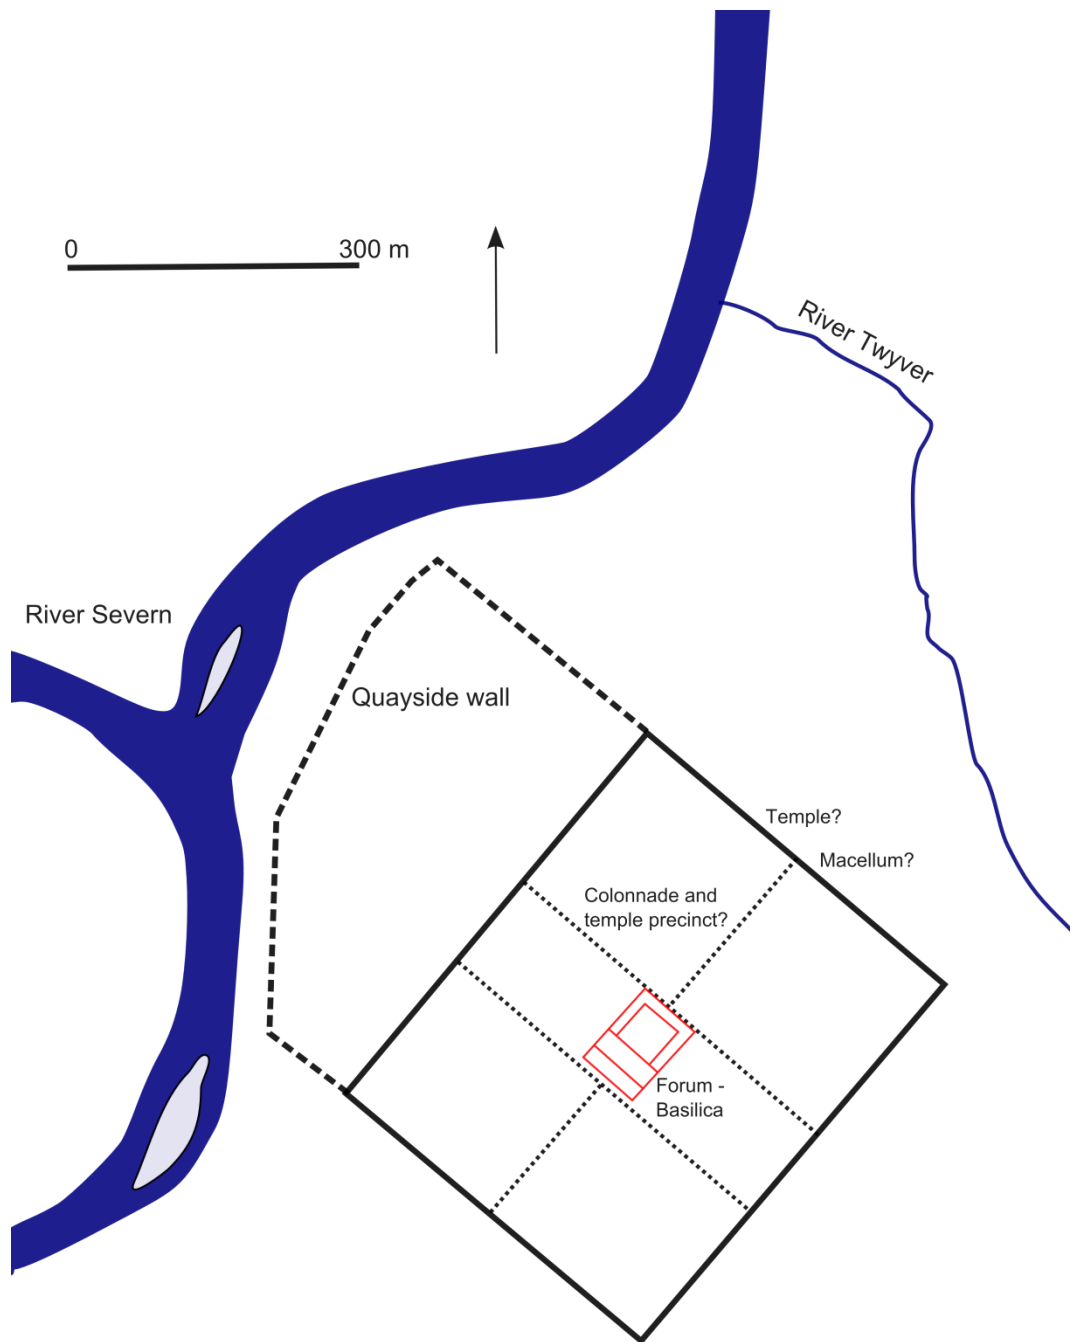 0
300 m
River Twyver
River Severn
Quayside wall
Temple?
Macellum?
Colonnade and
temple precinct?
Forum -
Basilica